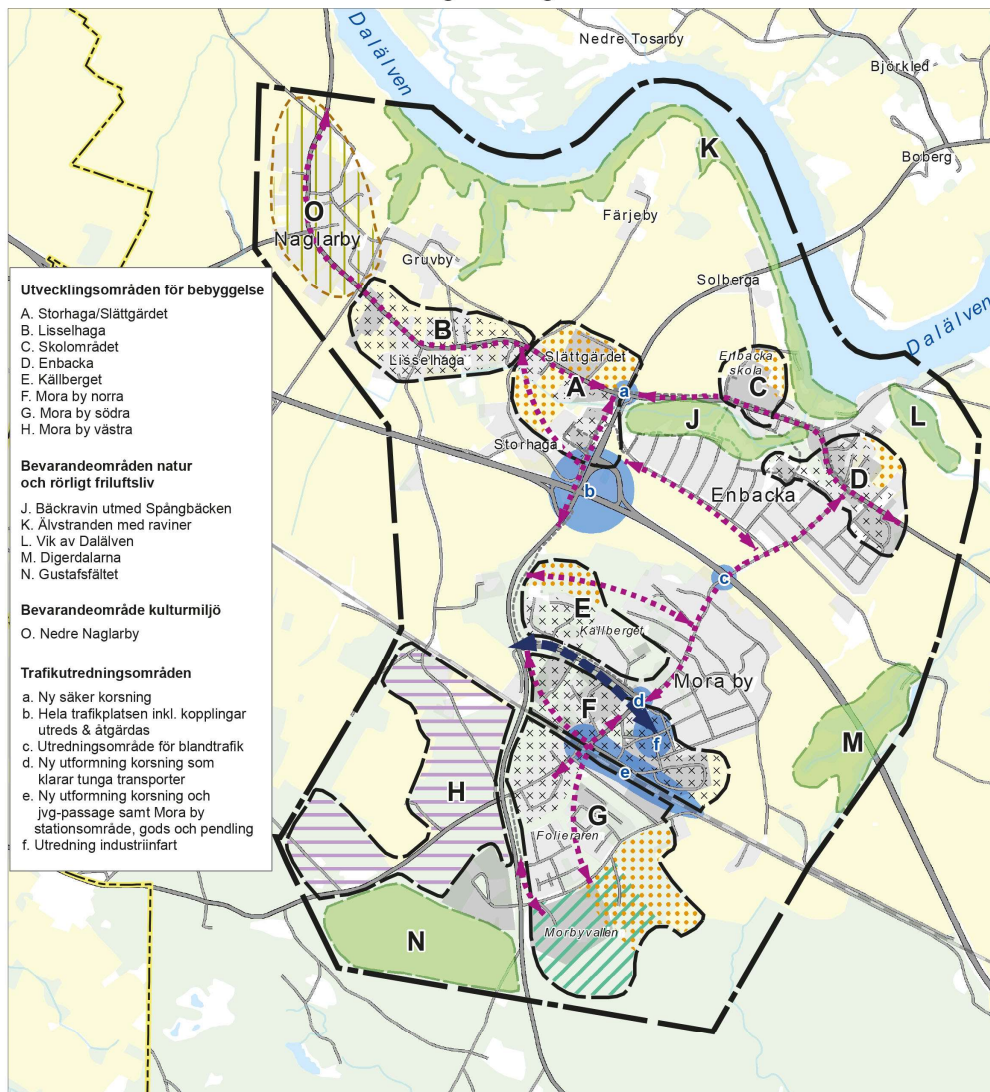 Dalälven
Nedre Tosarby
Björkled
K
Boberg
Färjeby
O
Naglarby
Gruvby
Solberga
Dalälven
Utvecklingsområden för bebyggelse
A. Storhaga/Slättgärdet
B. Lisselhaga
C. Skolområdet
D. Enbacka
E. Källberget
F. Mora by norra
G. Mora by södra
H. Mora by västra
Bevarandeområden natur
och rörligt friluftsliv
J. Bäckravin utmed Spångbäcken
K. Älvstranden med raviner
L. Vik av Dalälven
M. Digerdalarna
N. Gustafsfältet
Bevarandeområde kulturmiljö
O. Nedre Naglarby
Trafikutredningsområden
a. Ny säker korsning
b. Hela trafikplatsen inkl. kopplingar
utreds & åtgärdas
c. Utredningsområde för blandtrafik
d. Ny utformning korsning som
klarar tunga transporter
e. Ny utformning korsning och
jvg-passage samt Mora by
stationsområde, gods och pendling
f. Utredning industriinfart
B
Lisselhaga
Slättgärdet
A
a
Enbacka
skola
C
J
L
Storhaga
b
Enbacka
D
c
E
Källberget
Mora by
F
d
f
e
M
H
G
Folieraren
N
Morbyvallen